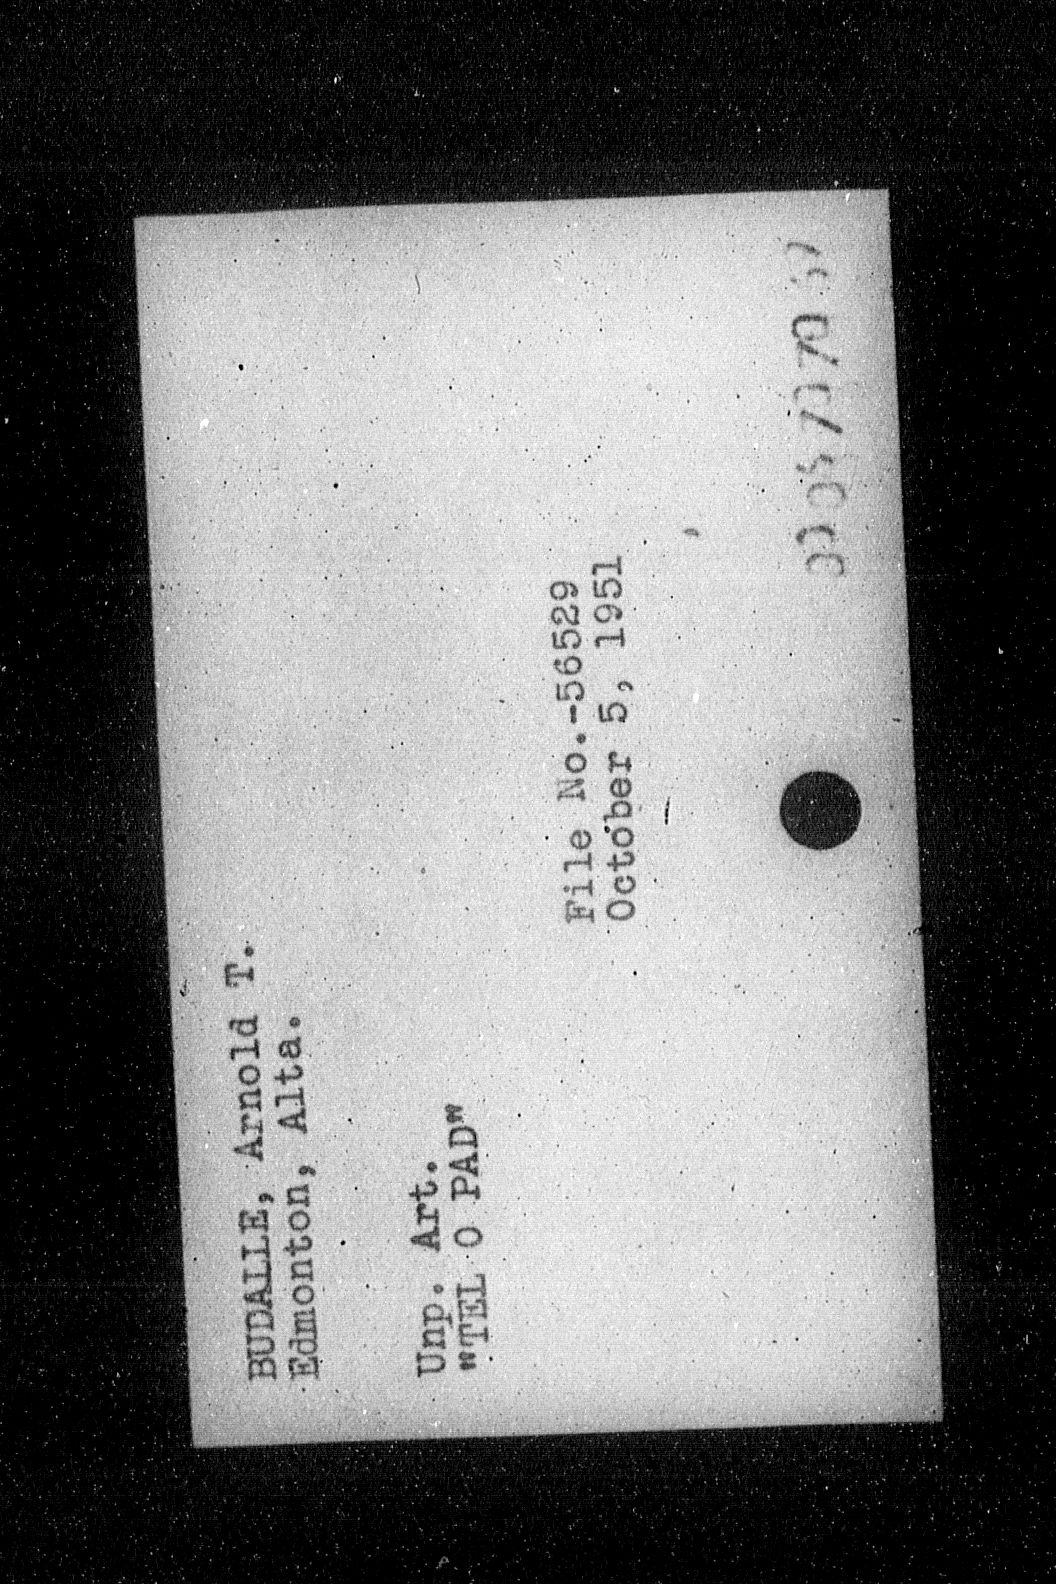 BUDALLE, Arnold T.
Edmonton, Alta.
Unp. Art.
"TEL O PAD"
File No.-56529
October 5, 1951